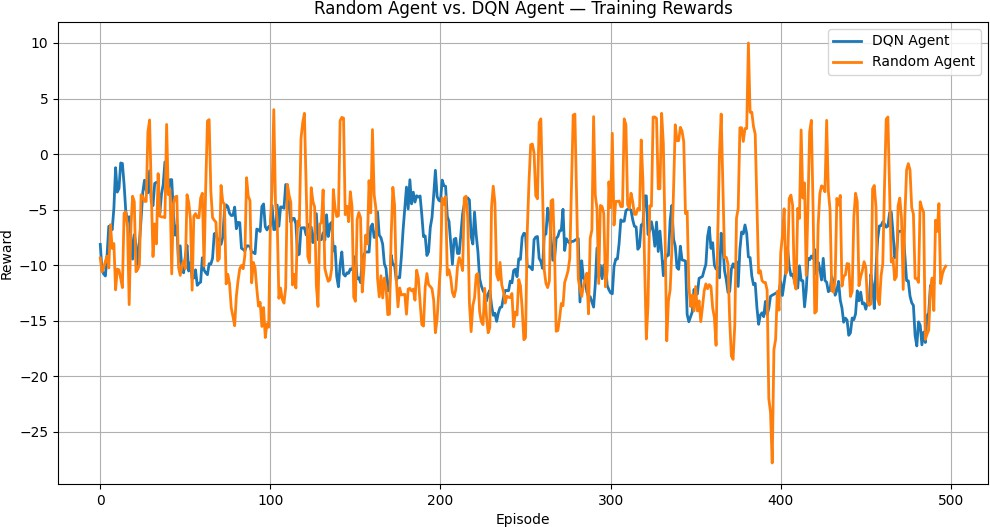 Random Agent vs. DQN Agent — Training Rewards
DQN Agent
Random Agent
10
5
0
−5
−10
−15
−20
−25
Reward
0
100
200
300
400
500
Episode